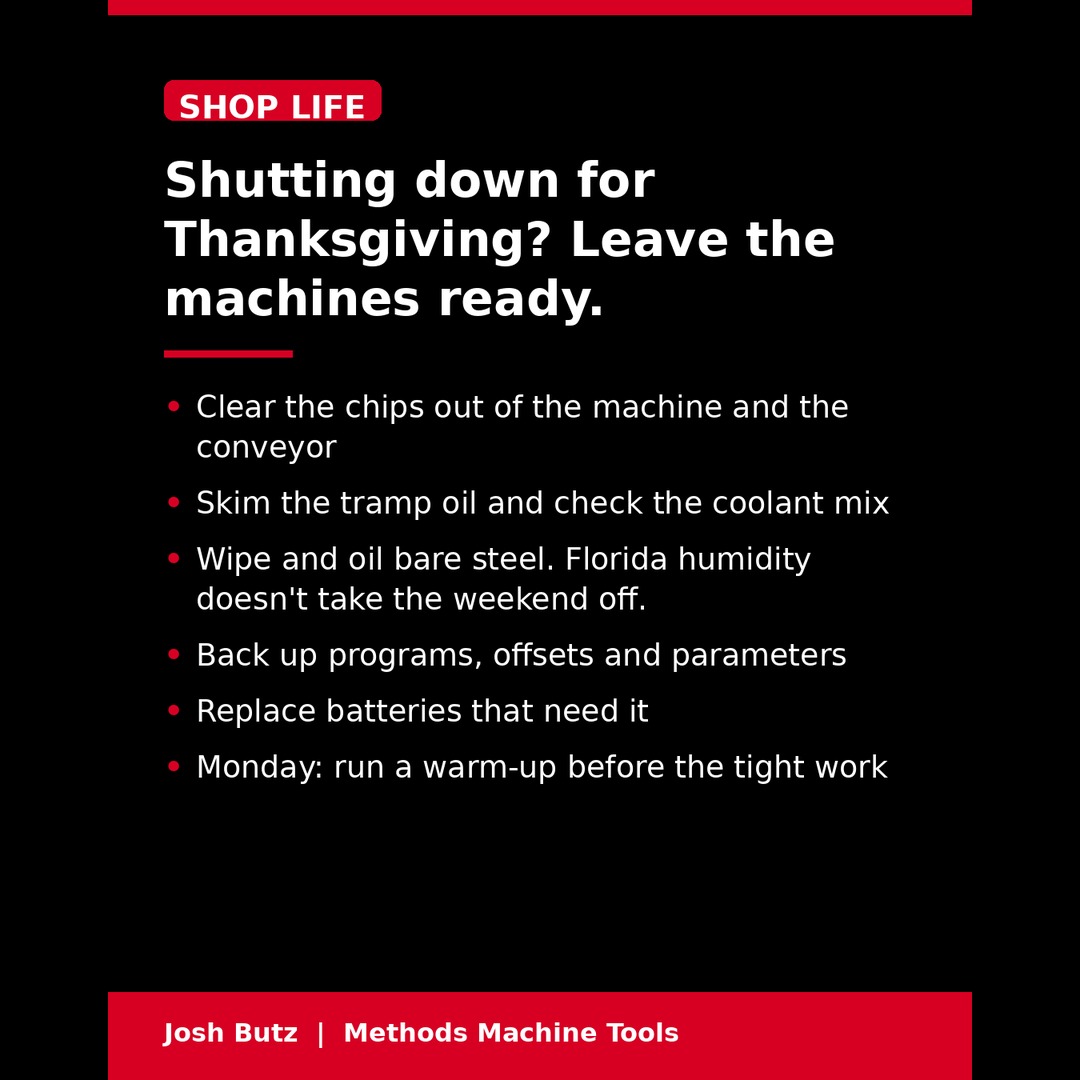 SHOP LIFE
Shutting down for
Thanksgiving? Leave the
machines ready.
• Clear the chips out of the machine and the
conveyor
• Skim the tramp oil and check the coolant mix
• Wipe and oil bare steel. Florida humidity
doesn't take the weekend off.
• Back up programs, offsets and parameters
• Replace batteries that need it
• Monday: run a warm-up before the tight work
Josh Butz | Methods Machine Tools